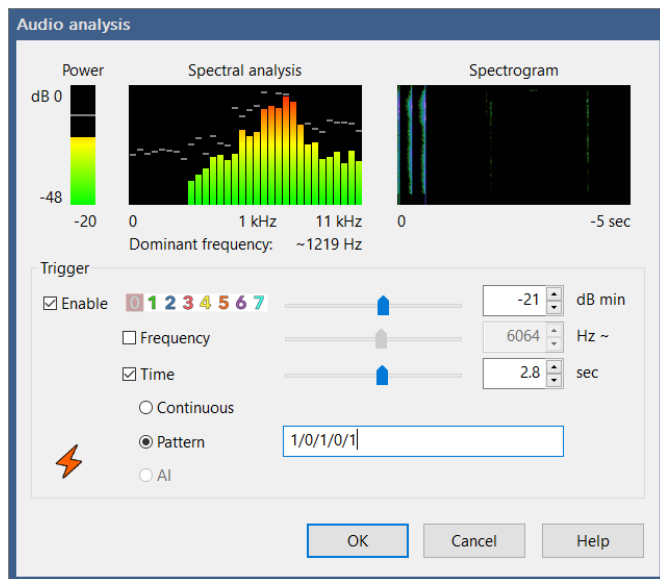 Audio analysis
Power Spectral analysis Spectrogram
dB 0
-48
-20 0 1 kHz 11 kHz 0 -5 sec
Dominant frequency: ~1219 Hz
Trigger
Enable 0 1 2 3 4 5 6 7 -21 dB min
Frequency 6064 Hz ~
Time 2.8 sec
Continuous
Pattern 1/0/1/0/1
AI
OK Cancel Help